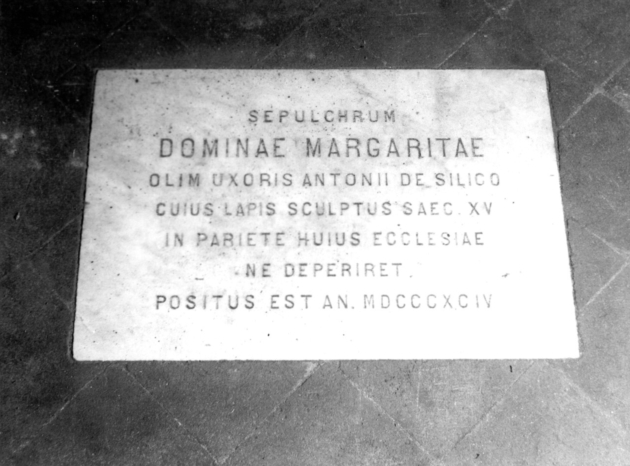 SEPULCHRUM
DOMINAE MARGARITAE
OLIM UXORIS ANTONII DE SILICO
CUIUS LAPIS SCULPTUS SAEC. XV
IN PARIETE HUIUS ECCLESIAE
NE DEPERIRET
POSITUS EST AN. MDCCCXCIV